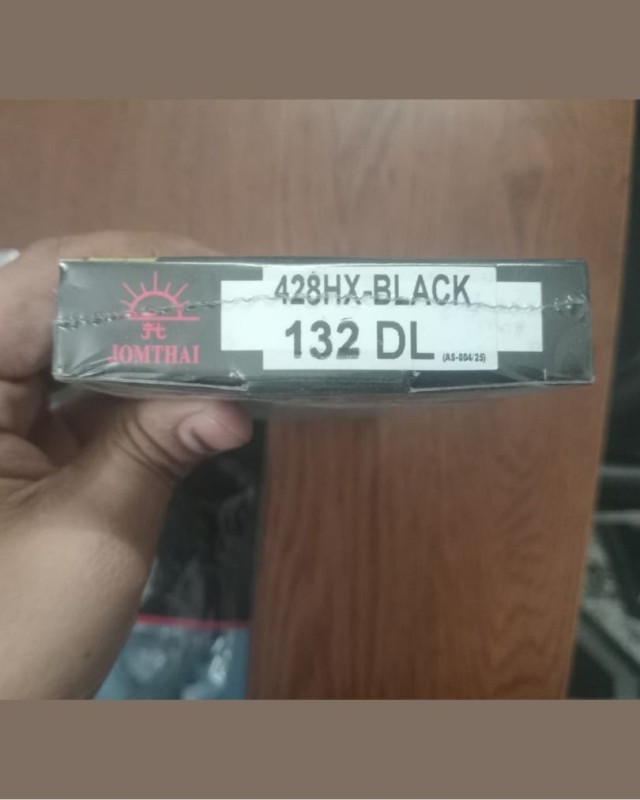 428HX-BLACK
132 DL (AS-004/25)
JOMTHAI